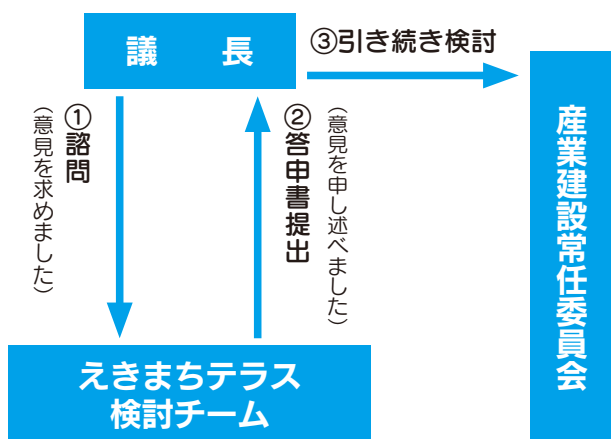 議 長
③引き続き検討
①諮問
（意見を求めました）
②答申書提出
（意見を申し述べました）
産業建設常任委員会
えきまちテラス
検討チーム